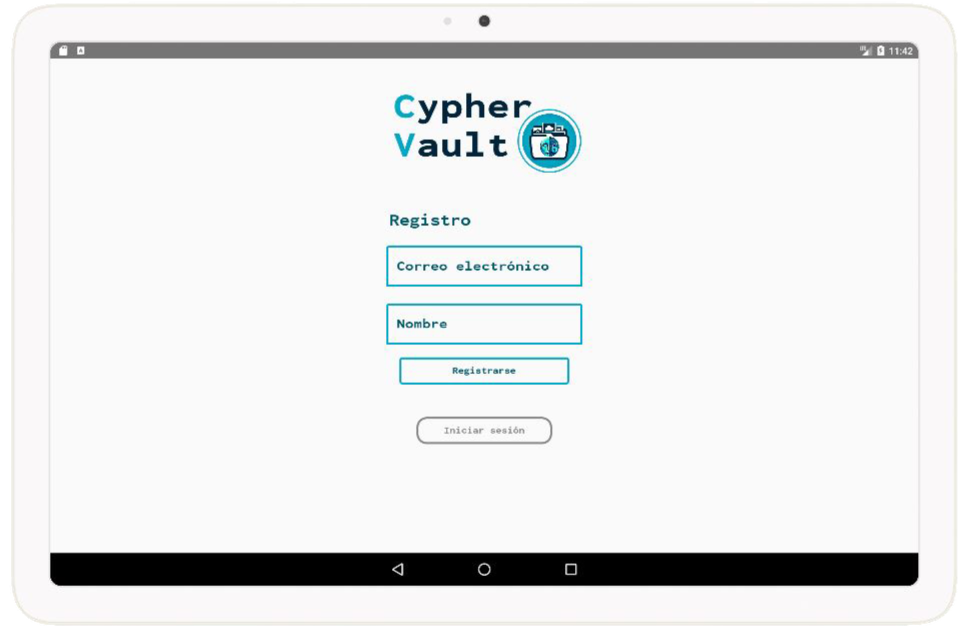 11:42
Cypher
Vault
Registro
Correo electrónico
Nombre
Registrarse
Iniciar sesión